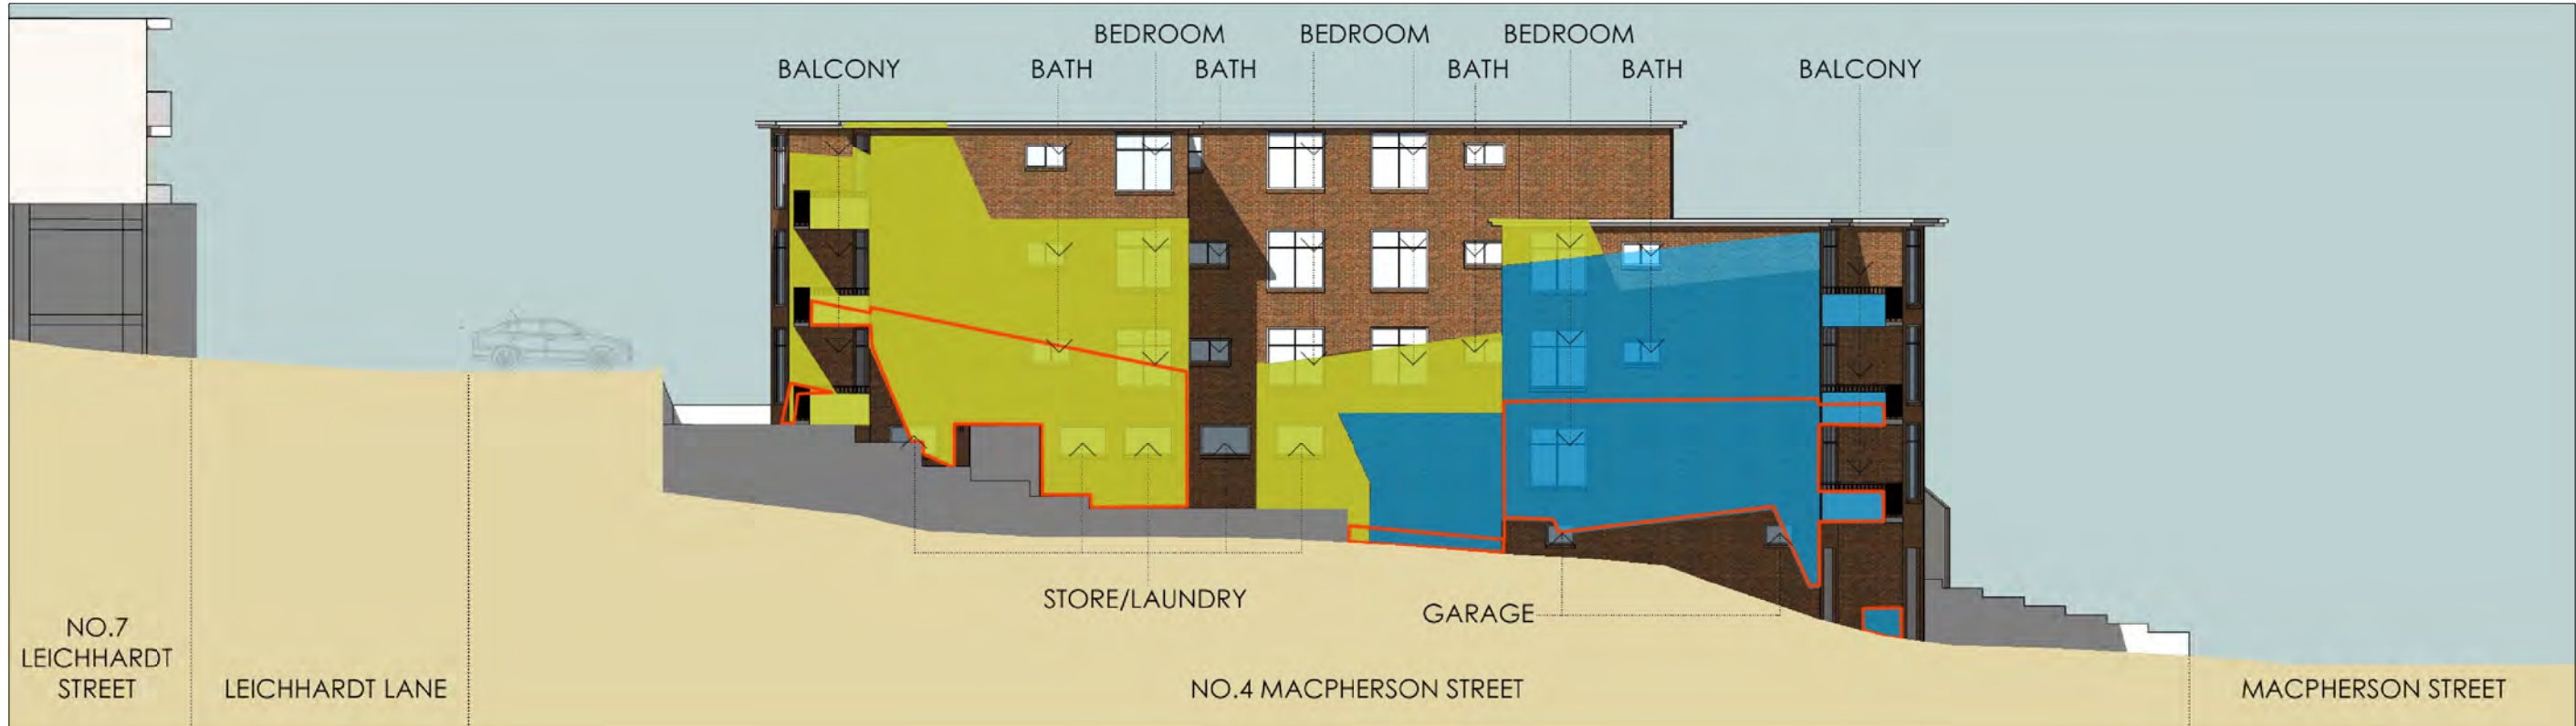 BEDROOM BEDROOM BEDROOM
BALCONY BATH BATH BATH BATH BALCONY
STORE/LAUNDRY
GARAGE
NO.7
LEICHHARDT
STREET
LEICHHARDT LANE
NO.4 MACPHERSON STREET
MACPHERSON STREET